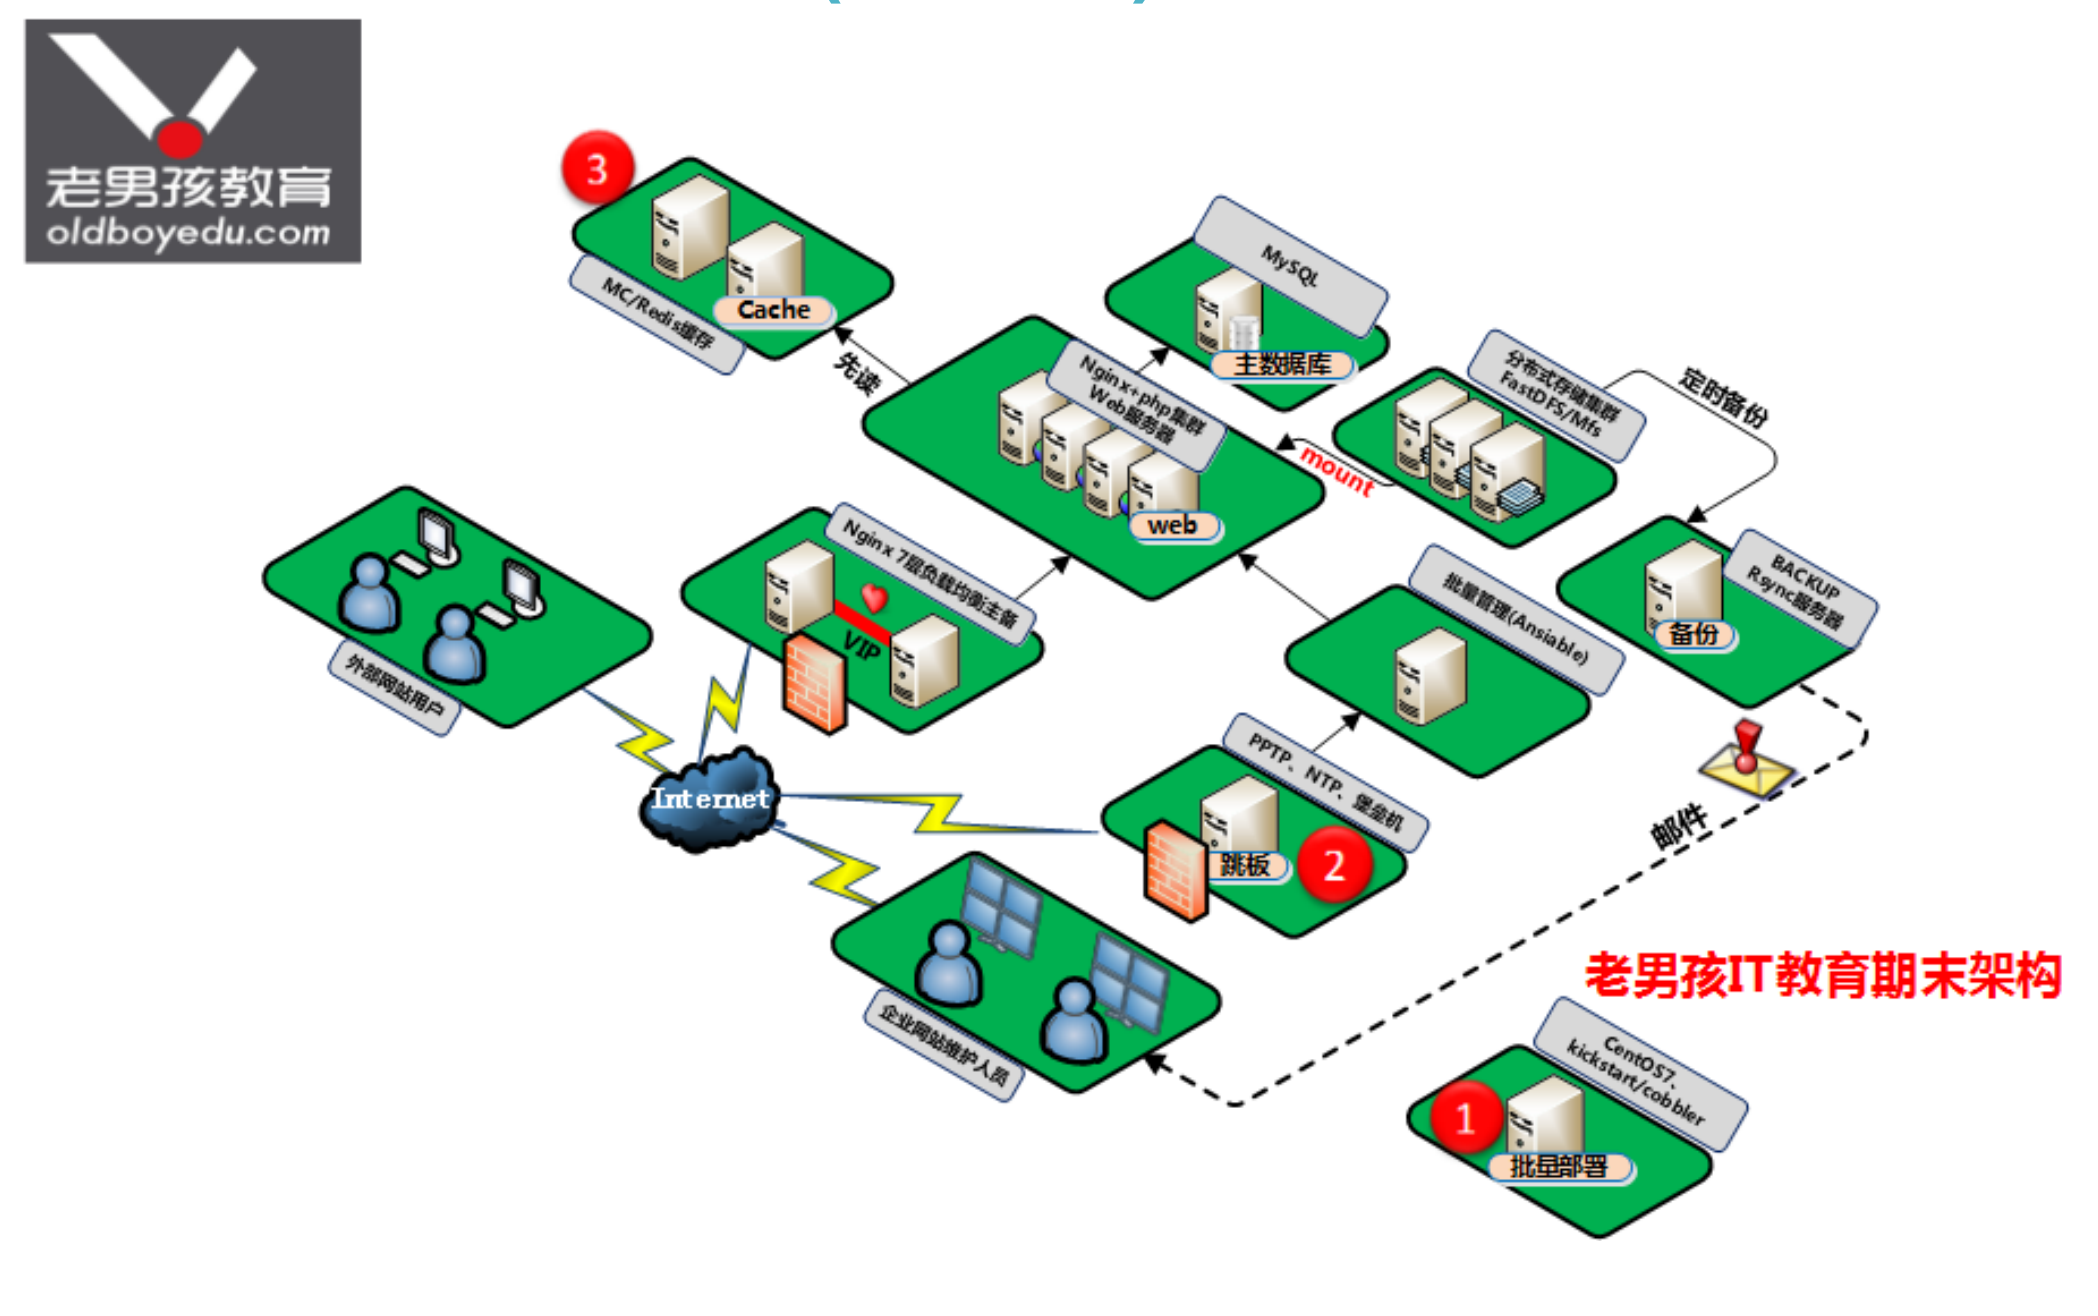 老男孩教育
oldboyedu.com
3
Cache
MC/Redis缓存
先读
MySQL
主数据库
Nginx+php集群
Web服务器
web
分布式存储集群
FastDFS/Mfs
定时备份
mount
BACKUP
Rsync服务器
备份
Nginx 7层负载均衡主备
VIP
外部网站用户
批量管理(Ansiable)
Internet
PPTP、NTP、堡垒机
跳板
2
邮件
企业网站维护人员
老男孩IT教育期末架构
CentOS7、
kickstart/cobbler
1
批量部署